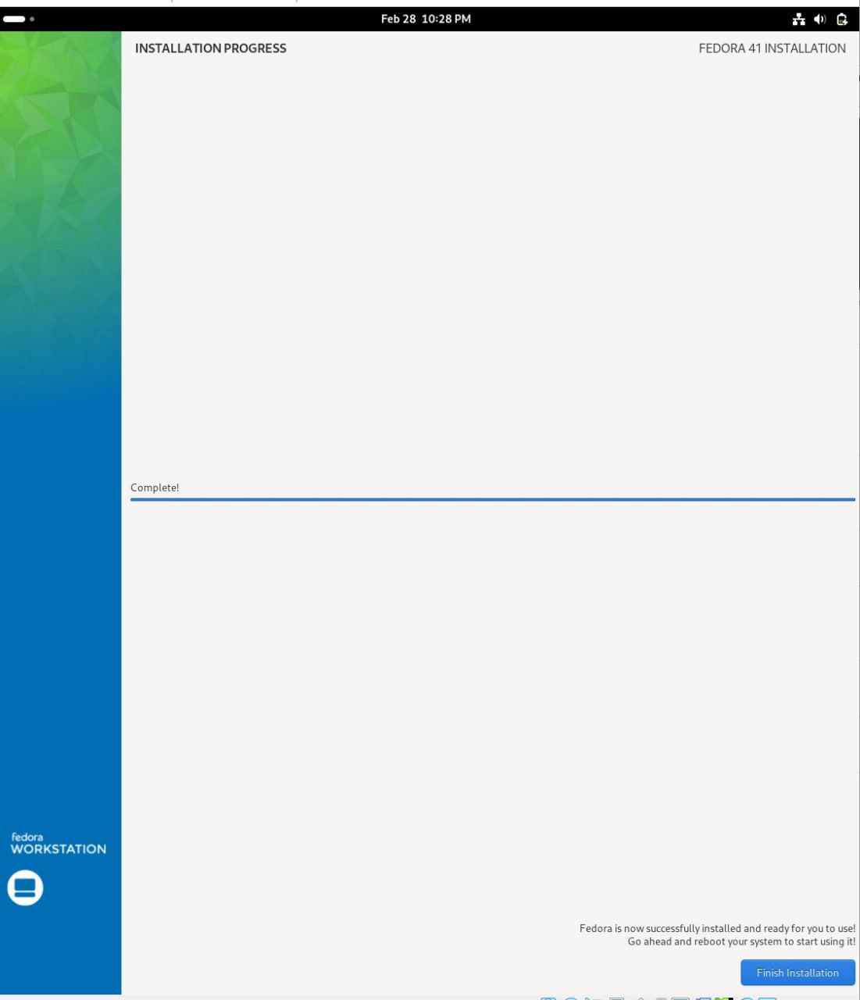 Feb 28 10:28 PM
INSTALLATION PROGRESS
FEDORA 41 INSTALLATION
Complete!
fedora
WORKSTATION
Fedora is now successfully installed and ready for you to use!
Go ahead and reboot your system to start using it!
Finish Installation